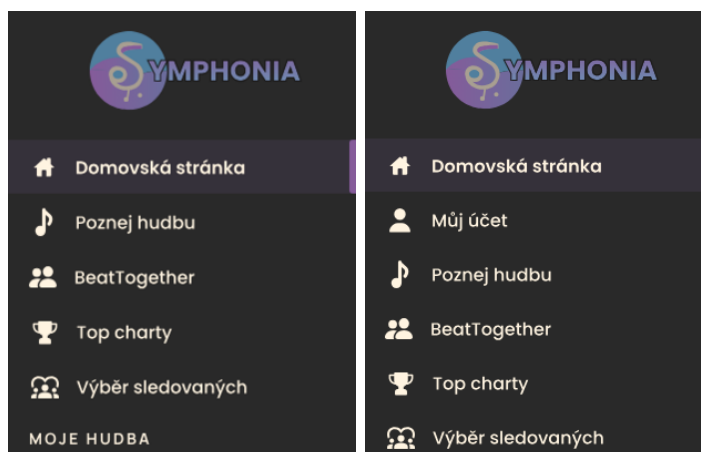 SYMPHONIA
Domovská stránka
Poznej hudbu
BeatTogether
Top charty
Výběr sledovaných
MOJE HUDBA
SYMPHONIA
Domovská stránka
Můj účet
Poznej hudbu
BeatTogether
Top charty
Výběr sledovaných